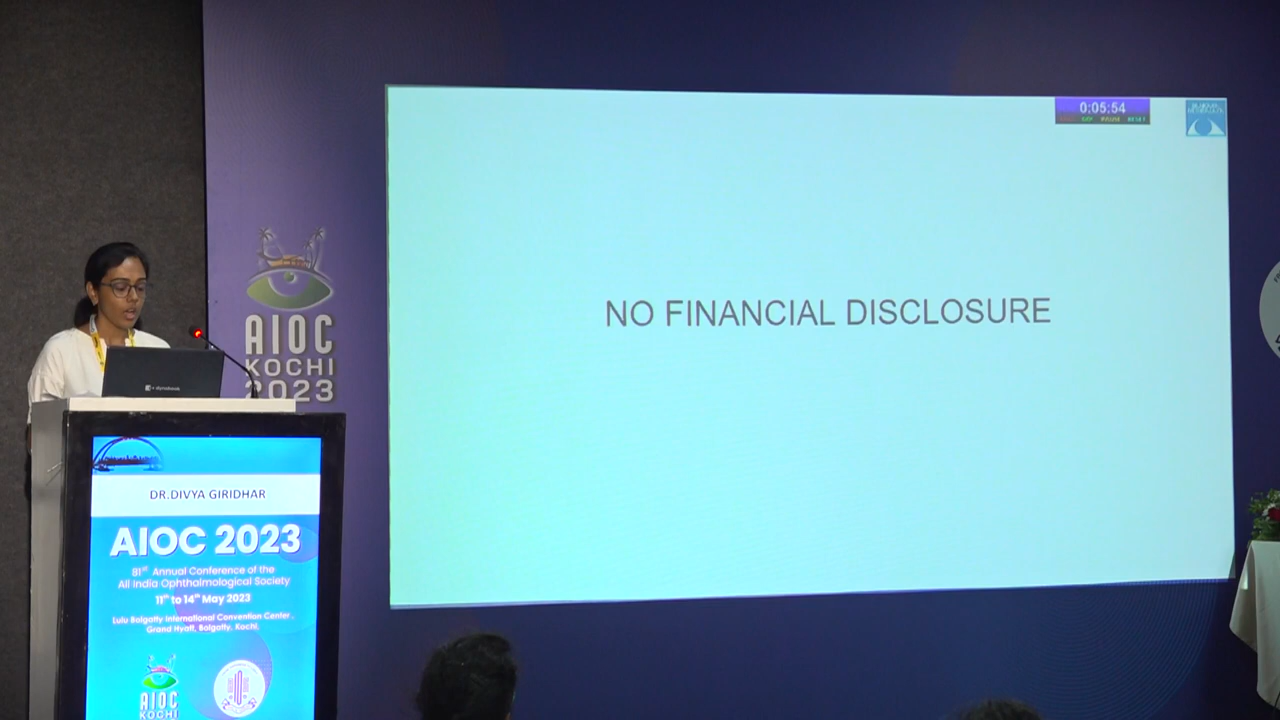 0:05:54
NO FINANCIAL DISCLOSURE
AIOC
KOCHI
2023
DR.DIVYA GIRIDHAR
AIOC 2023
81st Annual Conference of the
All India Ophthalmological Society
11th to 14th May 2023
Lulu Bolgatty International Convention Center,
Grand Hyatt, Bolgatty, Kochi.
AIOC
KOCHI